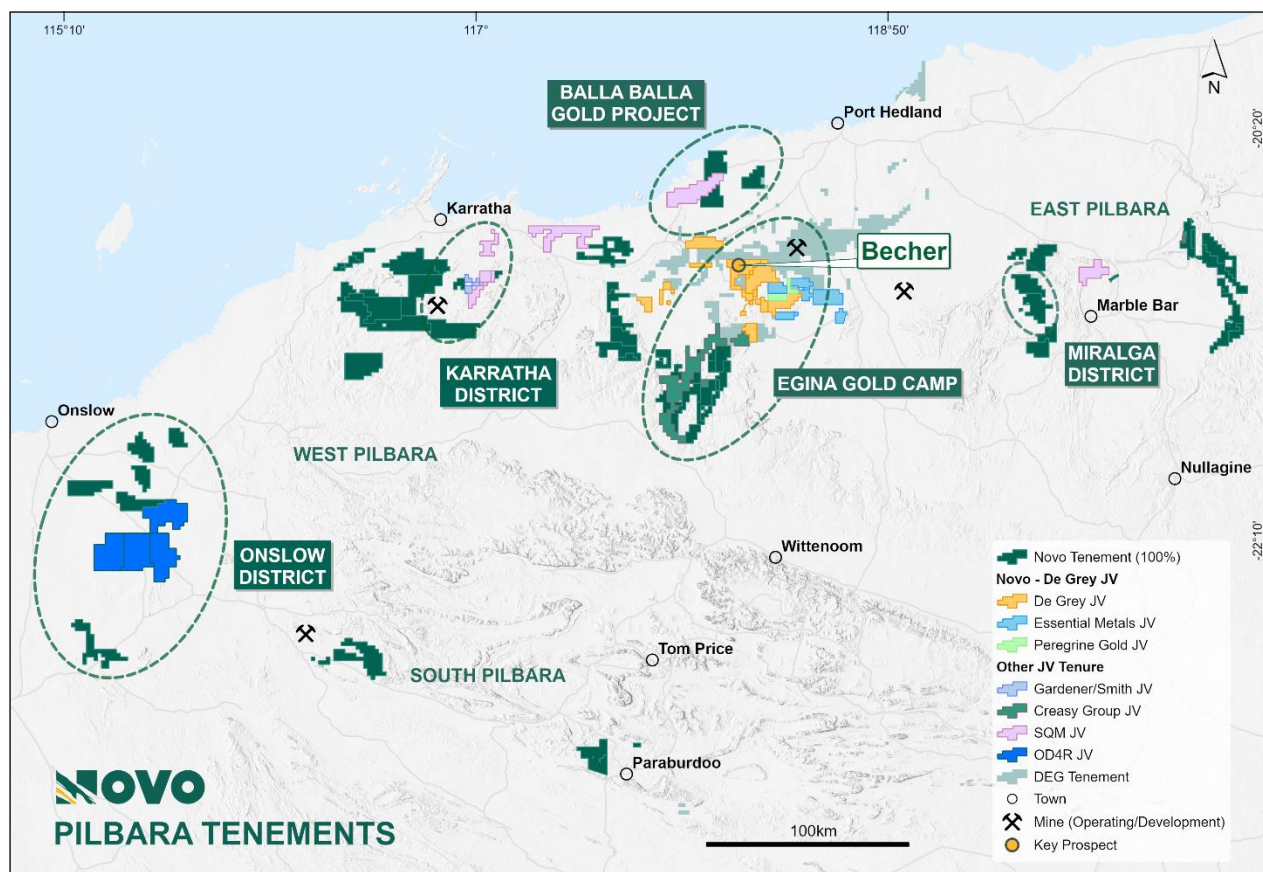 115°10'
117°
118°50'
N
-20°20'
-22°10'
BALLA BALLA
GOLD PROJECT
Port Hedland
Karratha
EAST PILBARA
Becher
Marble Bar
KARRATHA
DISTRICT
EGINA GOLD CAMP
MIRALGA
DISTRICT
Onslow
WEST PILBARA
Nullagine
ONSLOW
DISTRICT
Wittenoom
Tom Price
SOUTH PILBARA
Paraburdoo
NOVO
PILBARA TENEMENTS
100km
Novo Tenement (100%)
Novo - De Grey JV
De Grey JV
Essential Metals JV
Peregrine Gold JV
Other JV Tenure
Gardener/Smith JV
Creasy Group JV
SQM JV
OD4R JV
DEG Tenement
Town
Mine (Operating/Development)
Key Prospect